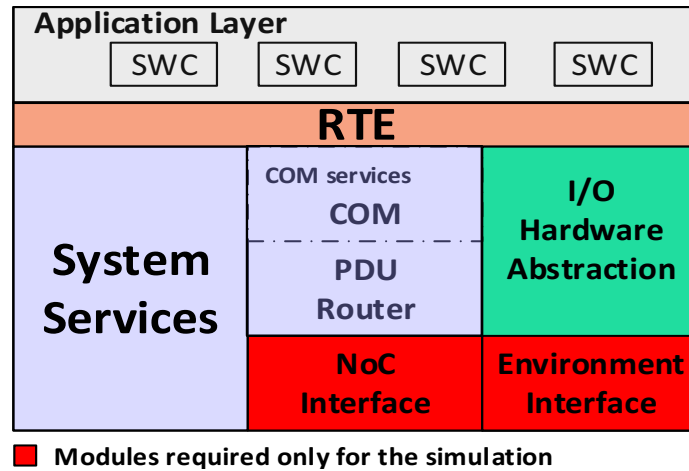 Application Layer
SWC SWC SWC SWC
RTE
System
Services
COM services
COM
PDU
Router
I/O
Hardware
Abstraction
NoC
Interface
Environment
Interface
Modules required only for the simulation